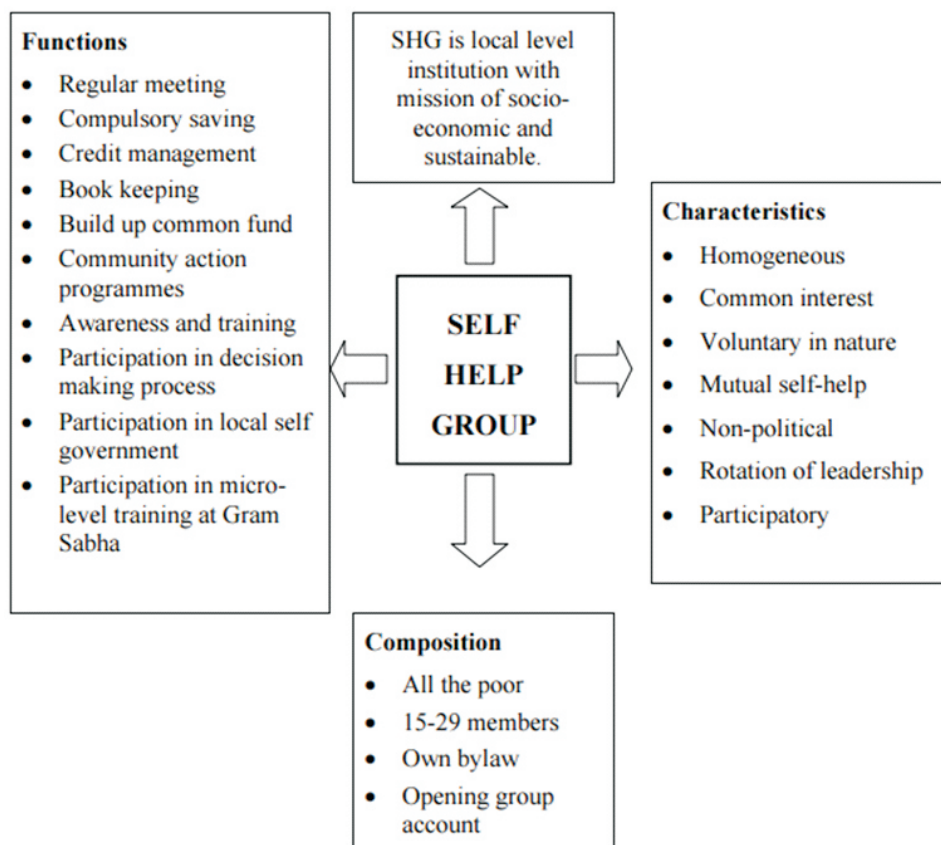 Functions
• Regular meeting
• Compulsory saving
• Credit management
• Book keeping
• Build up common fund
• Community action
programmes
• Awareness and training
• Participation in decision
making process
• Participation in local self
government
• Participation in micro-
level training at Gram
Sabha
SHG is local level
institution with
mission of socio-
economic and
sustainable.
SELF
HELP
GROUP
Characteristics
• Homogeneous
• Common interest
• Voluntary in nature
• Mutual self-help
• Non-political
• Rotation of leadership
• Participatory
Composition
• All the poor
• 15-29 members
• Own bylaw
• Opening group
account